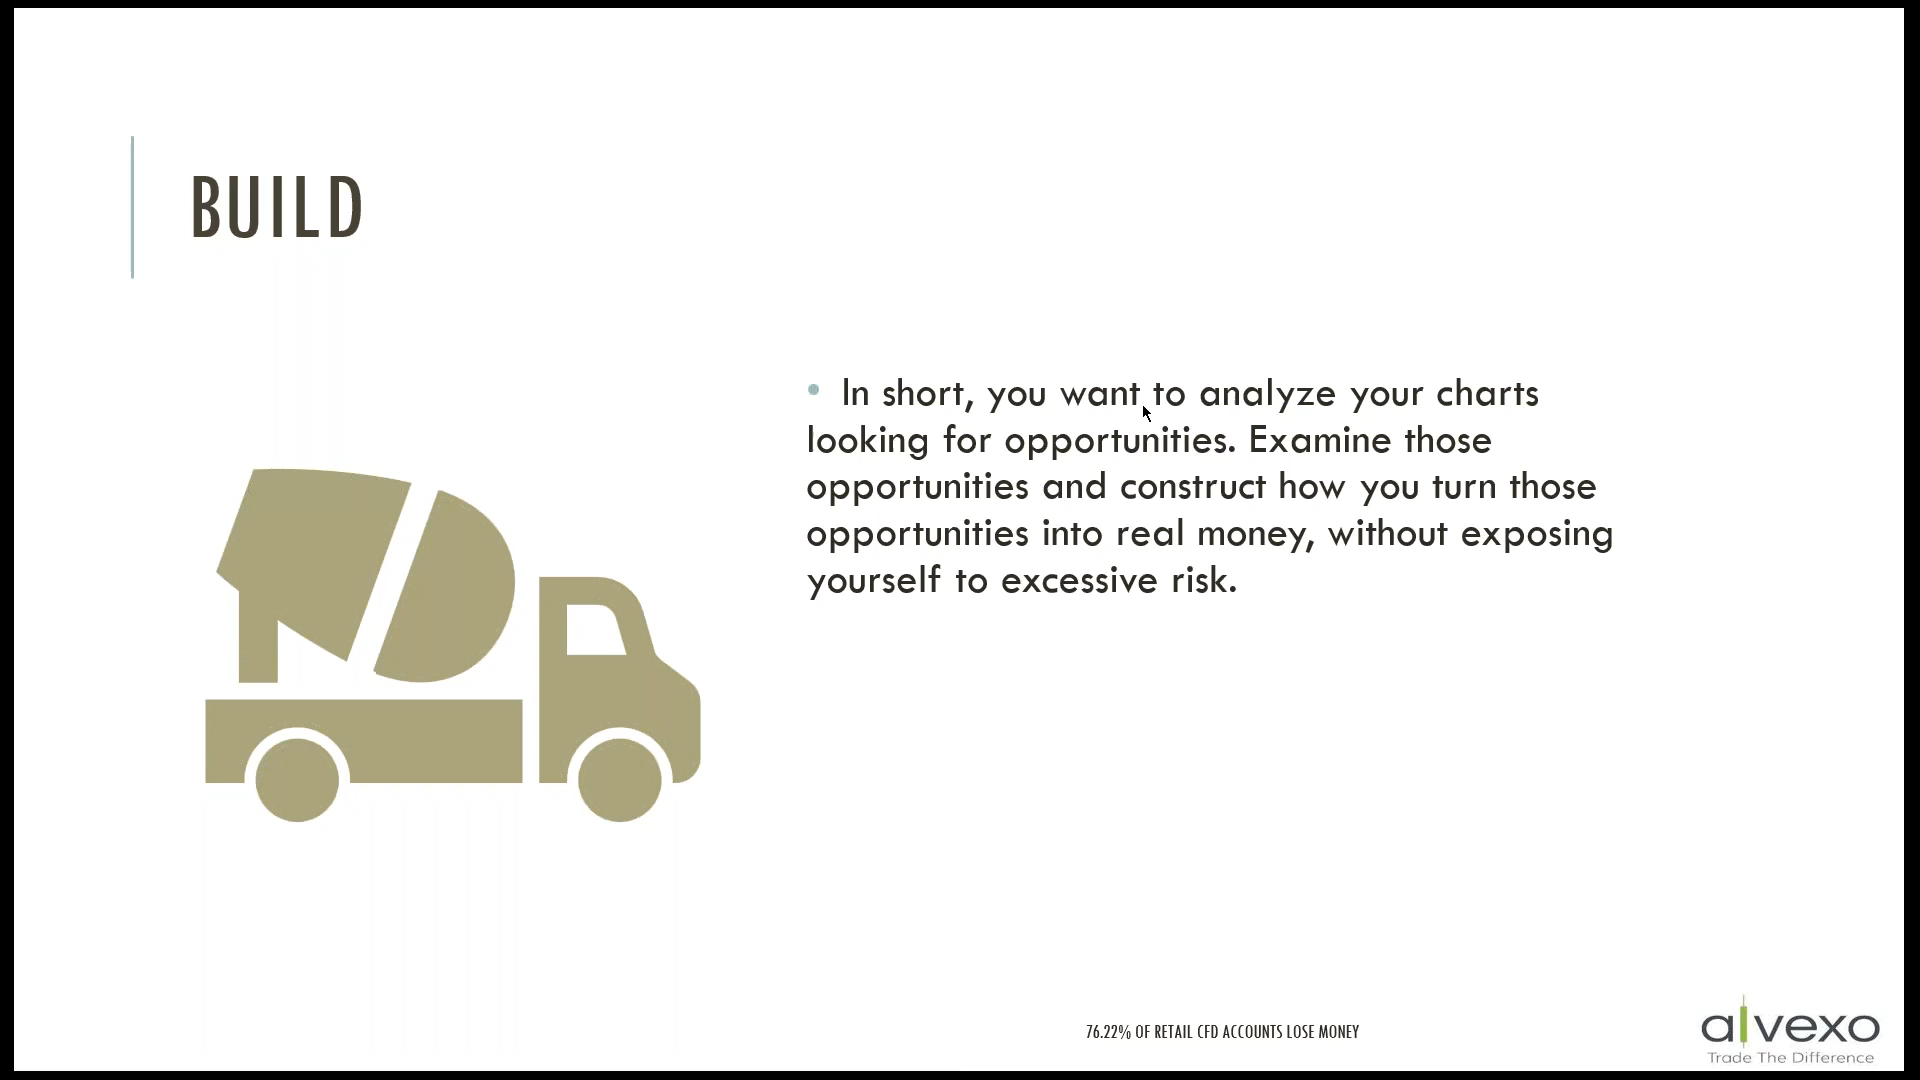 BUILD
• In short, you want to analyze your charts
looking for opportunities. Examine those
opportunities and construct how you turn those
opportunities into real money, without exposing
yourself to excessive risk.
76.22% OF RETAIL CFD ACCOUNTS LOSE MONEY
alvexo
Trade The Difference